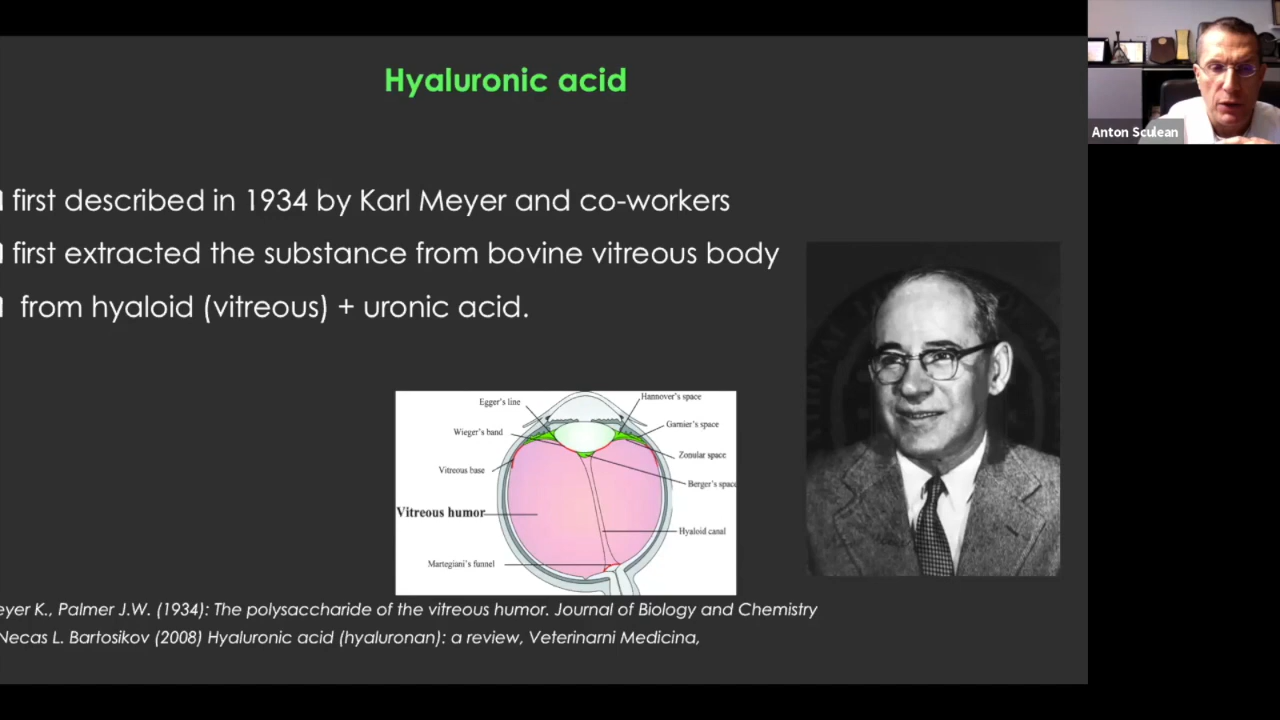 Hyaluronic acid
Anton Sculean
first described in 1934 by Karl Meyer and co-workers
first extracted the substance from bovine vitreous body
from hyaloid (vitreous) + uronic acid.
Egger's line
Hannover's space
Wieger's band
Garnier's space
Zonular space
Vitreous base
Berger's space
Vitreous humor
Hyaloid canal
Martegiani's funnel
eyer K., Palmer J.W. (1934): The polysaccharide of the vitreous humor. Journal of Biology and Chemistry
Necas L. Bartosikov (2008) Hyaluronic acid (hyaluronan): a review, Veterinarni Medicina,